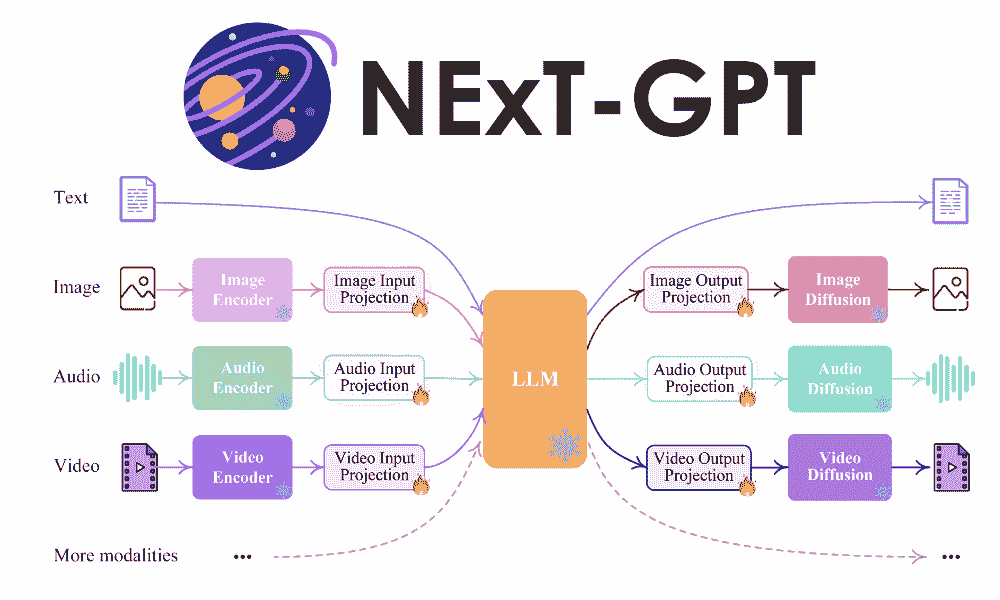 NExT-GPT
Text
Image
Image
Encoder
Image Input
Projection
Image Output
Projection
Image
Diffusion
Audio
Audio
Encoder
Audio Input
Projection
LLM
Audio Output
Projection
Audio
Diffusion
Video
Video
Encoder
Video Input
Projection
Video Output
Projection
Video
Diffusion
More modalities
...
...